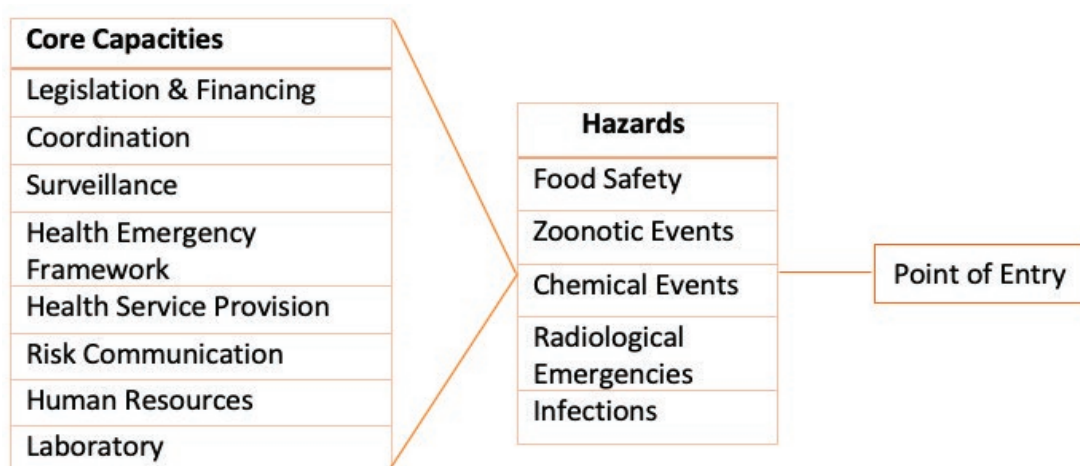 Core Capacities
Legislation & Financing
Coordination
Surveillance
Health Emergency
Framework
Health Service Provision
Risk Communication
Human Resources
Laboratory
Hazards
Food Safety
Zoonotic Events
Chemical Events
Radiological
Emergencies
Infections
Point of Entry